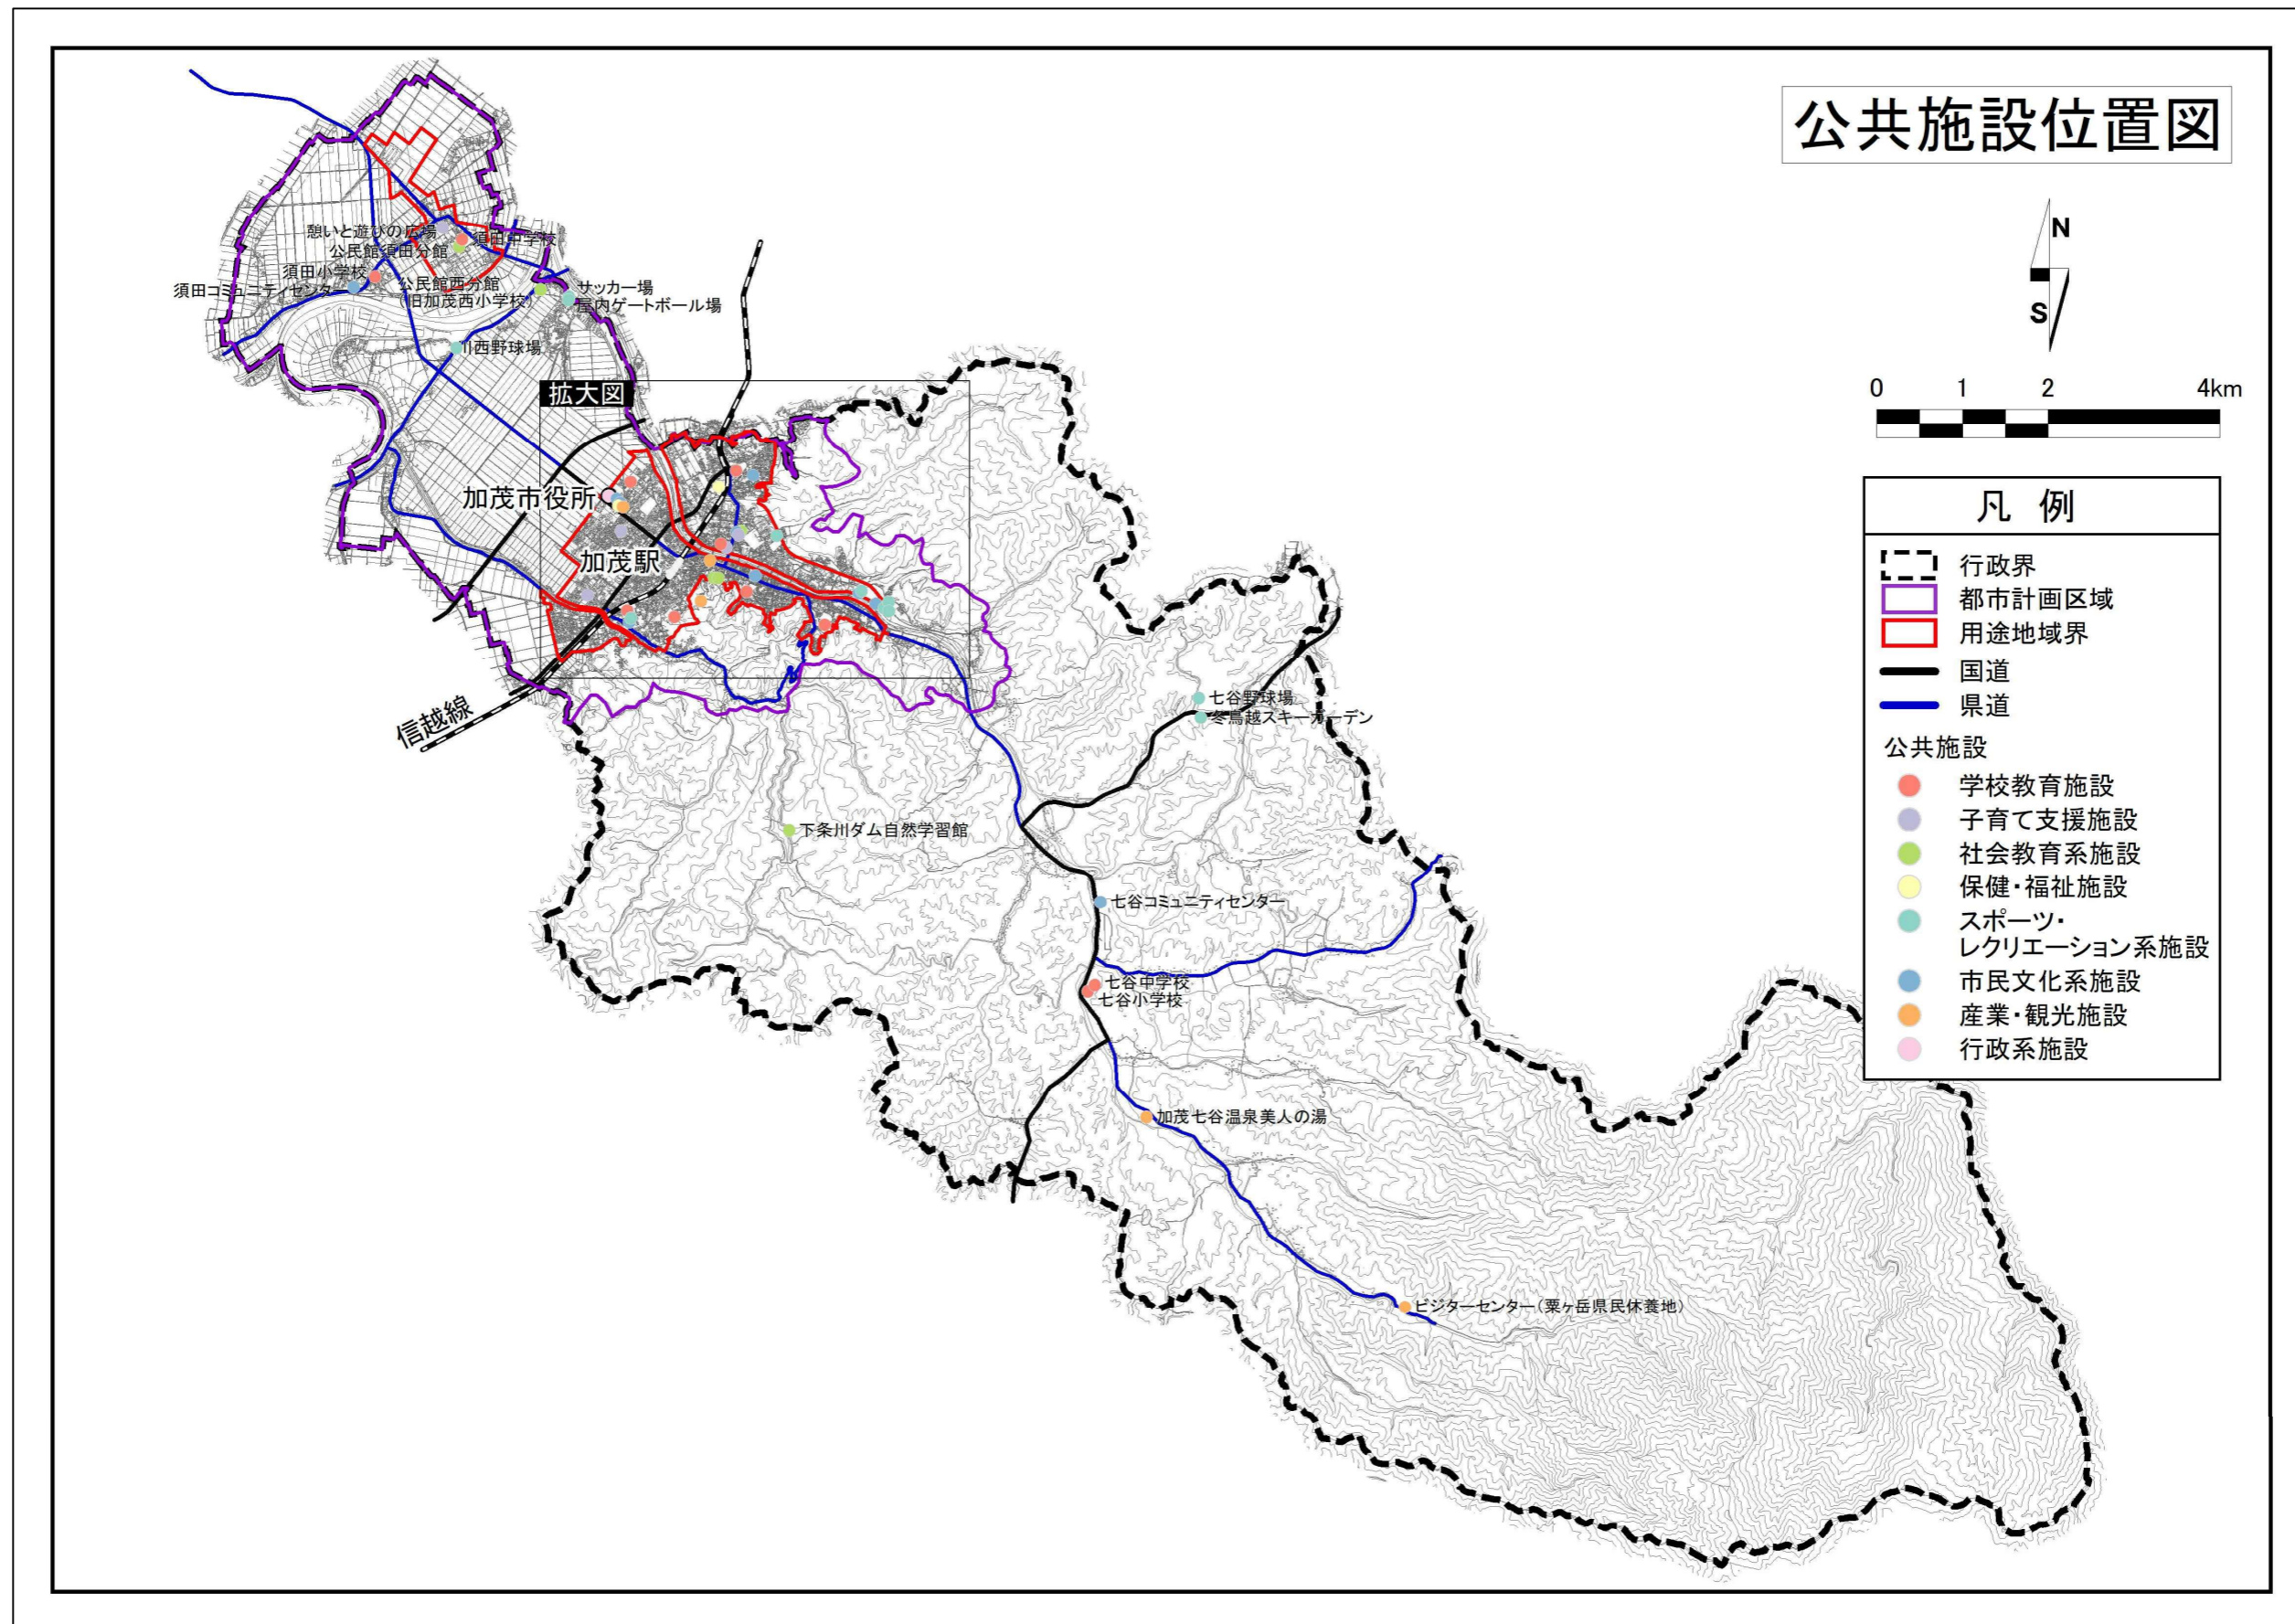 公共施設位置図
N
S
0 1 2 4km
凡 例
行政界
都市計画区域
用途地域界
国道
県道
公共施設
学校教育施設
子育て支援施設
社会教育系施設
保健・福祉施設
スポーツ・
レクリエーション系施設
市民文化系施設
産業・観光施設
行政系施設
憩いと遊びの広場
須田中学校
公民館須田分館
須田小学校
須田コミュニティセンター
公民館西分館
(旧加茂西小学校)
サッカー場
屋内ゲートボール場
川西野球場
拡大図
加茂市役所
加茂駅
信越線
七谷野球場
冬鳥越スキーガーデン
下条川ダム自然学習館
七谷コミュニティセンター
七谷中学校
七谷小学校
加茂七谷温泉美人の湯
ビジターセンター(粟ヶ岳県民休養地)